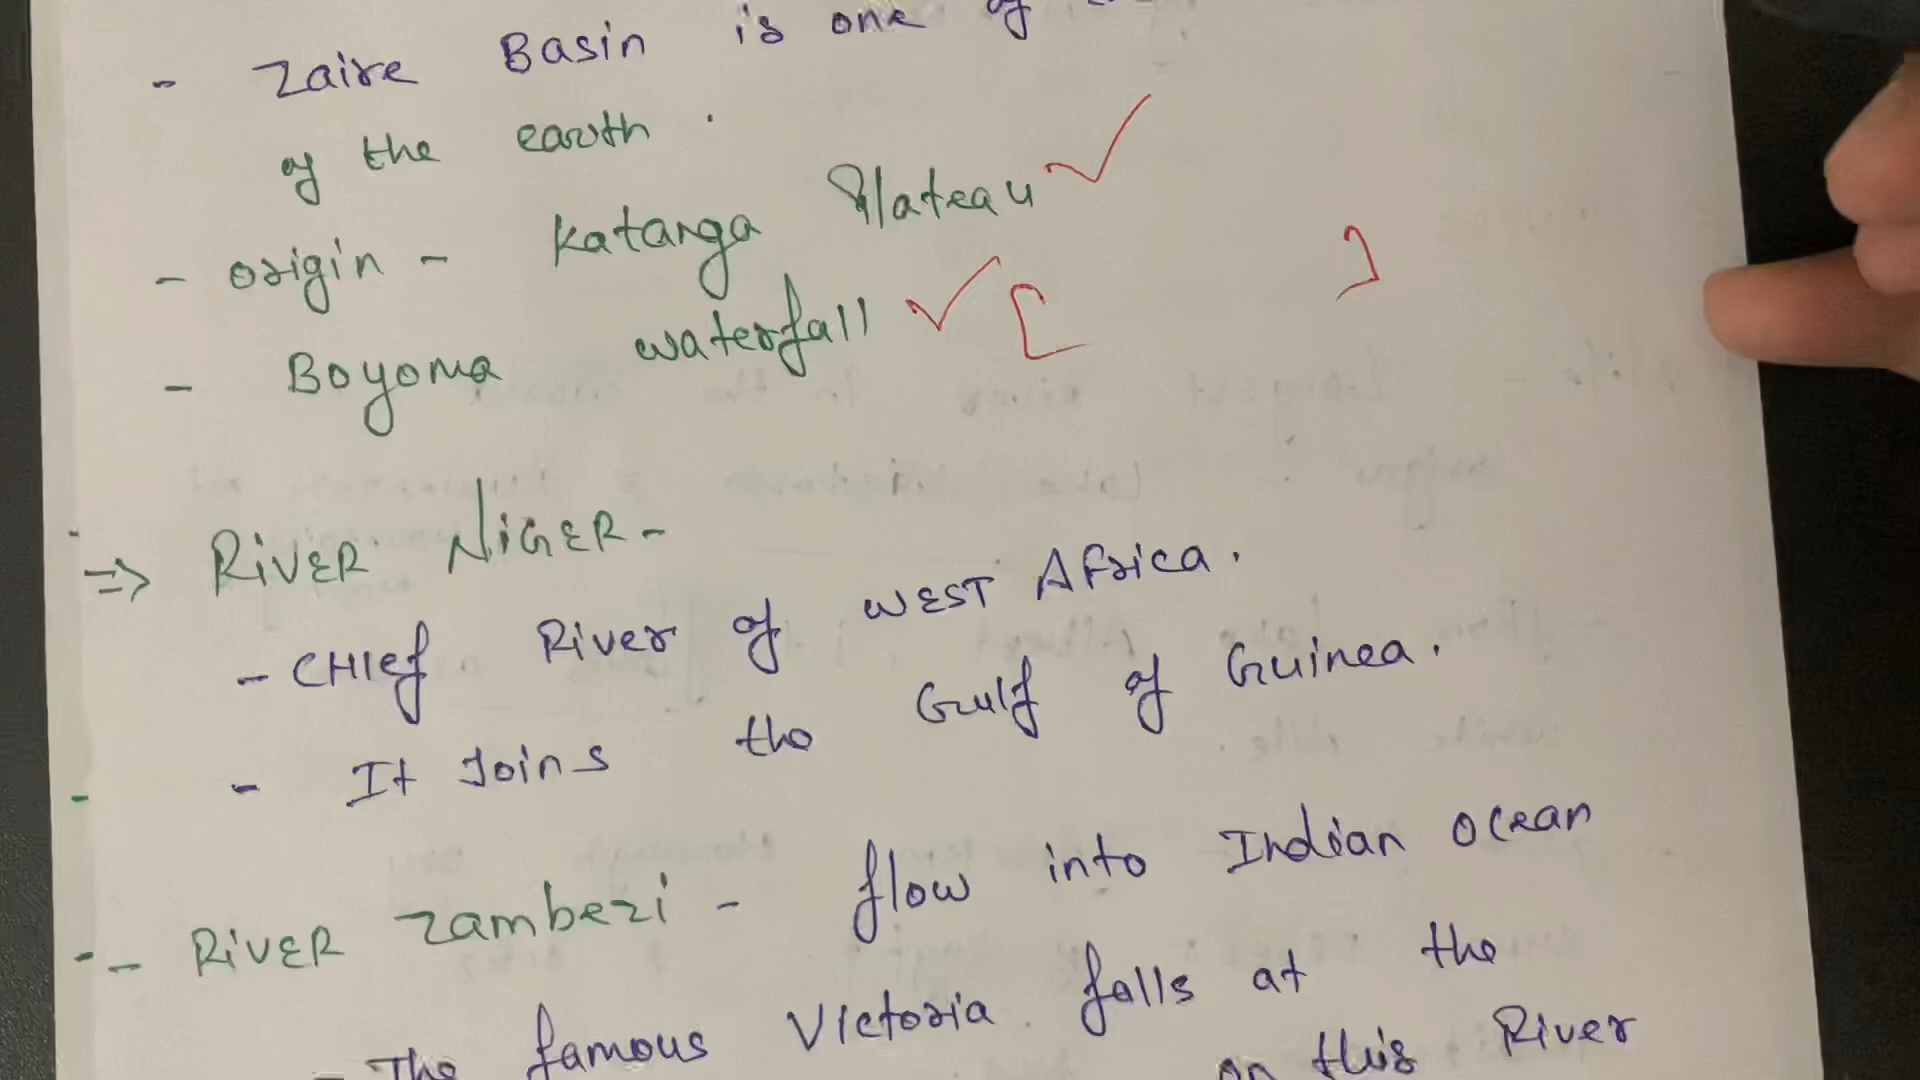 - Zaire Basin is one of
of the earth.
- origin - Katanga Plateau
- Boyoma waterfall [ ]
=> RIVER NIGER -
- CHIef River of WEST Africa.
- It Joins the Gulf of Guinea.
- RIVER Zambezi - flow into Indian Ocean
- The famous Victoria falls at the
on this River